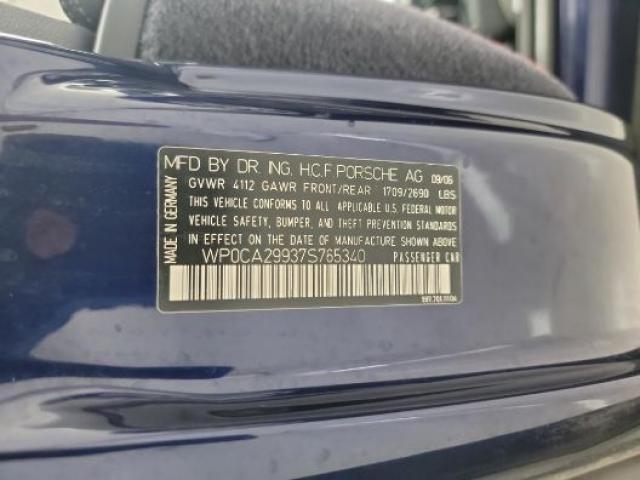 MFD BY DR. ING. H.C.F PORSCHE AG 09/06
GVWR 4112 GAWR FRONT/REAR 1709/2690 LBS
THIS VEHICLE CONFORMS TO ALL APPLICABLE U.S. FEDERAL MOTOR
VEHICLE SAFETY, BUMPER, AND THEFT PREVENTION STANDARDS
IN EFFECT ON THE DATE OF MANUFACTURE SHOWN ABOVE
WP0CA29937S765340 PASSENGER CAR
MADE IN GERMANY